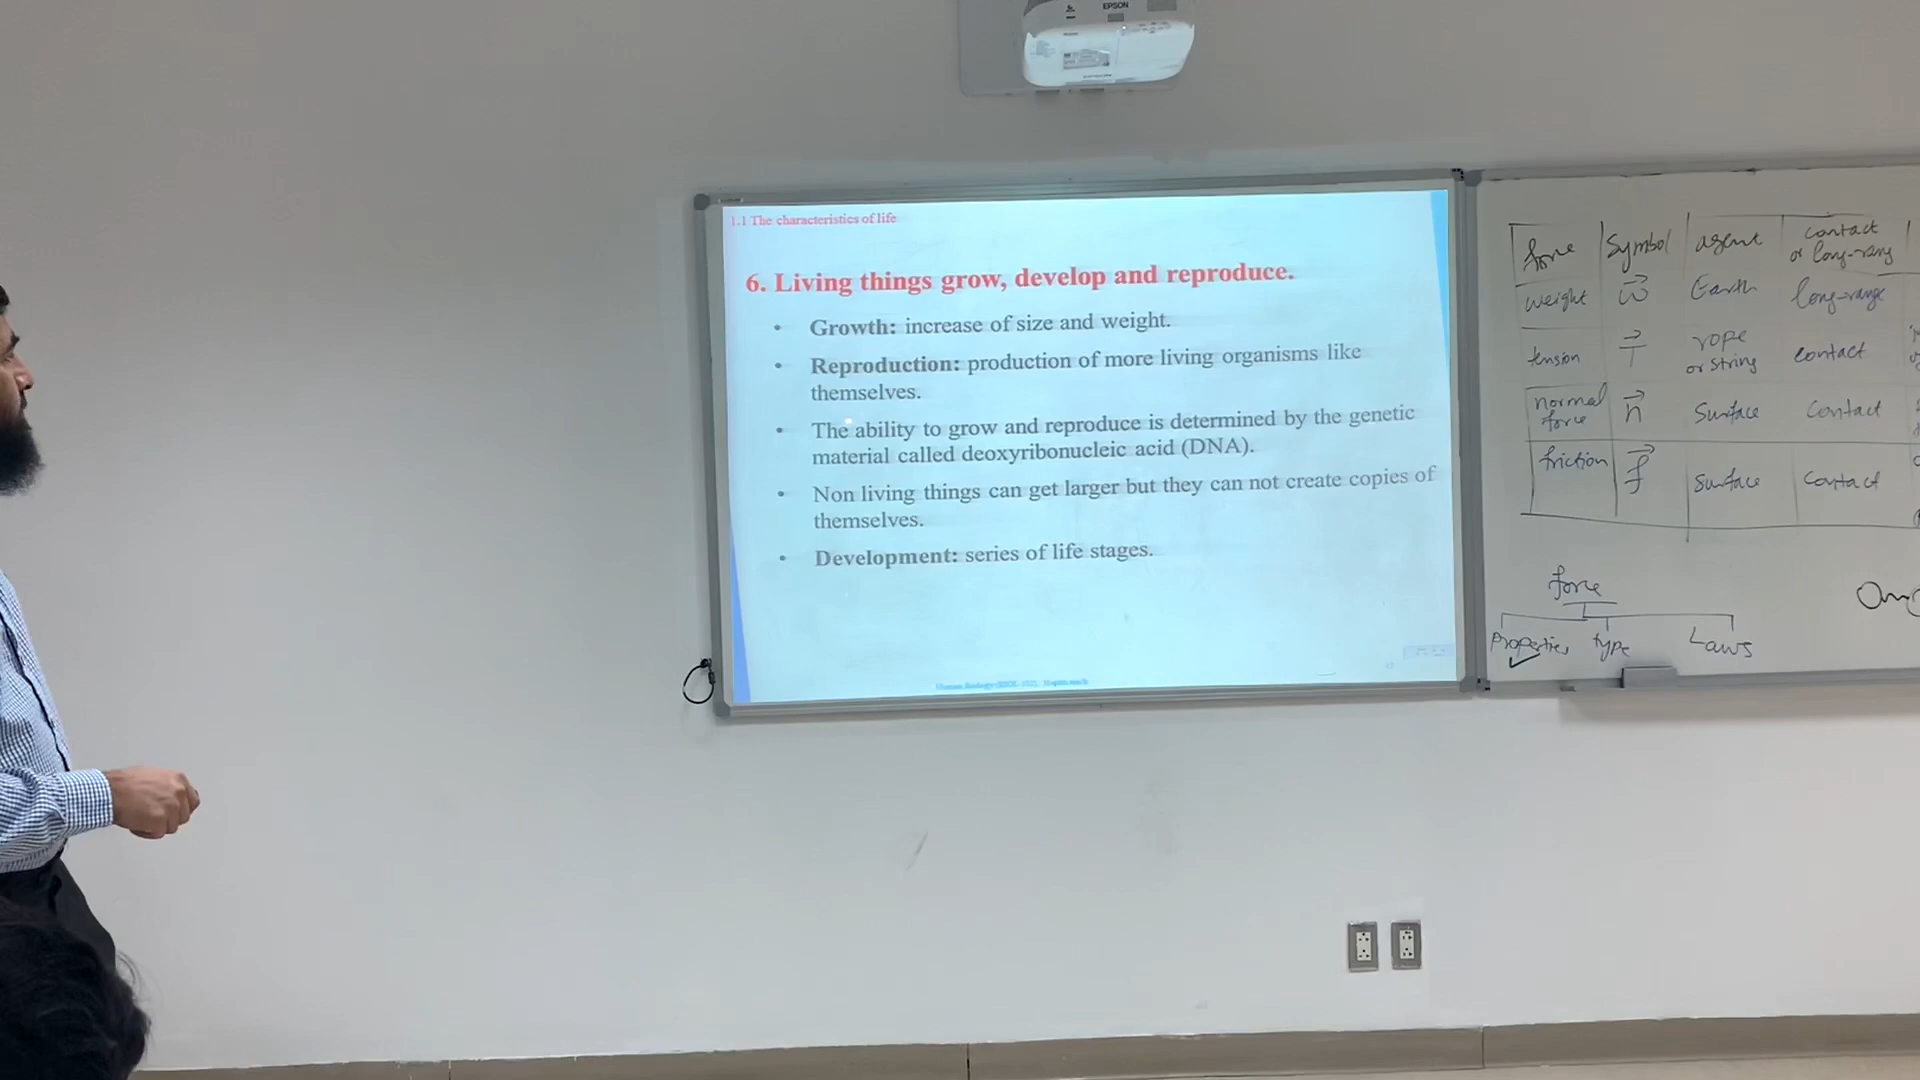 EPSON
1.1 The characteristics of life
6. Living things grow, develop and reproduce.
• Growth: increase of size and weight.
• Reproduction: production of more living organisms like
themselves.
• The ability to grow and reproduce is determined by the genetic
material called deoxyribonucleic acid (DNA).
• Non living things can get larger but they can not create copies of
themselves.
• Development: series of life stages.
Human Biology
force Symbol agent contact or long-rang
weight w⃗ Earth long-range
tension T⃗ rope or string contact
normal force n⃗ Surface Contact
friction f⃗ Surface Contact
force
Properties type Laws